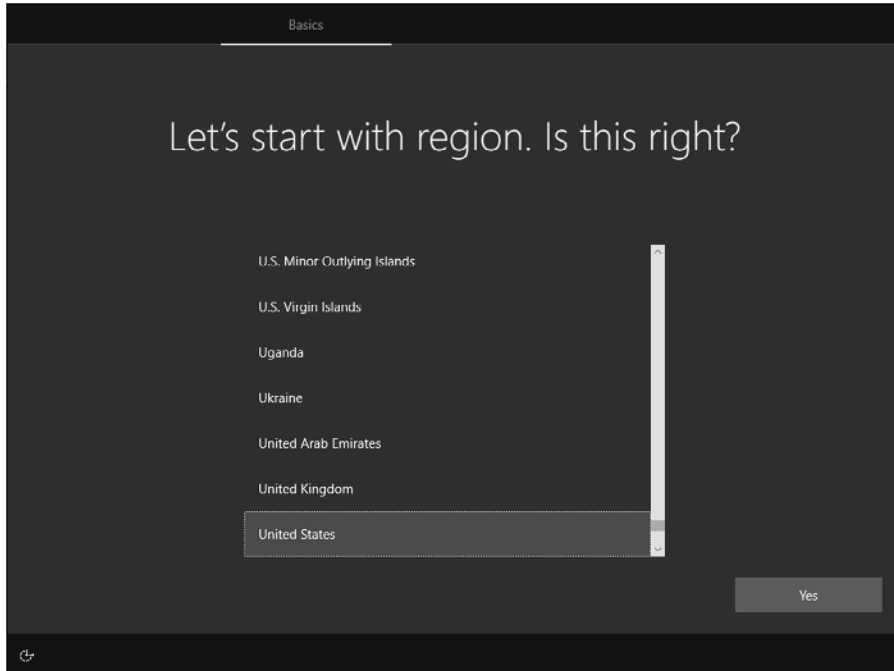 Basics
Let's start with region. Is this right?
U.S. Minor Outlying Islands
U.S. Virgin Islands
Uganda
Ukraine
United Arab Emirates
United Kingdom
United States
Yes